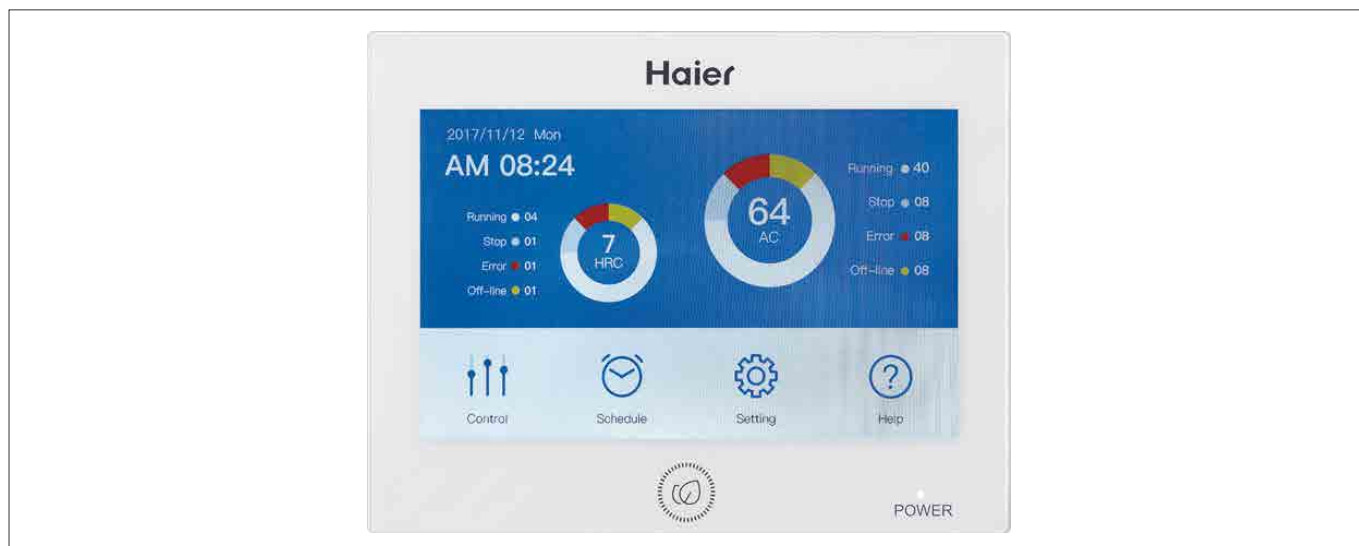 Haier
2017/11/12 Mon
AM 08:24
Running 04
Stop 01
Error 01
Off-line 01
7
HRC
64
AC
Running 40
Stop 08
Error 08
Off-line 08
Control
Schedule
Setting
Help
?
POWER